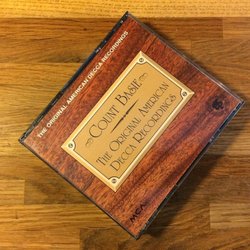 THE ORIGINAL AMERICAN DECCA RECORDINGS
COUNT BASIE
THE ORIGINAL AMERICAN
DECCA RECORDINGS
MCA